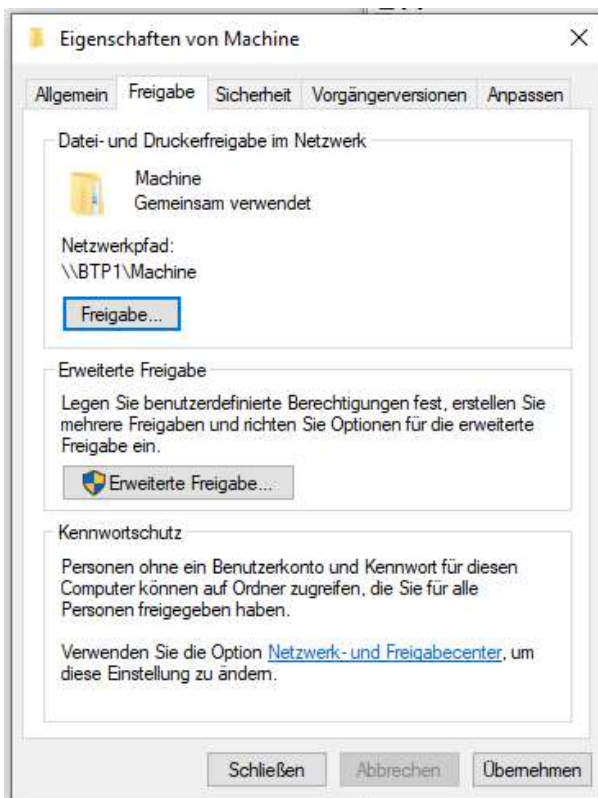 Eigenschaften von Machine
Allgemein Freigabe Sicherheit Vorgängerversionen Anpassen
Datei- und Druckerfreigabe im Netzwerk
Machine
Gemeinsam verwendet
Netzwerkpfad:
\\BTP1\Machine
Freigabe...
Erweiterte Freigabe
Legen Sie benutzerdefinierte Berechtigungen fest, erstellen Sie
mehrere Freigaben und richten Sie Optionen für die erweiterte
Freigabe ein.
Erweiterte Freigabe...
Kennwortschutz
Personen ohne ein Benutzerkonto und Kennwort für diesen
Computer können auf Ordner zugreifen, die Sie für alle
Personen freigegeben haben.
Verwenden Sie die Option Netzwerk- und Freigabecenter, um
diese Einstellung zu ändern.
Schließen Abbrechen Übernehmen